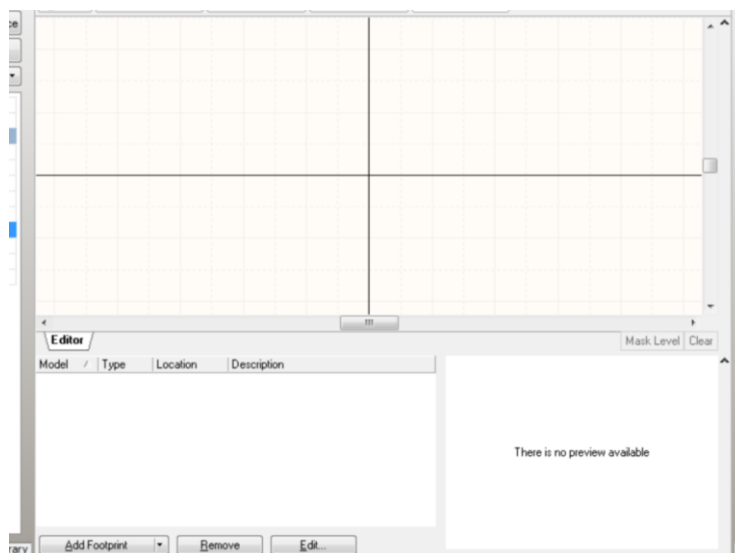 Editor
Mask Level Clear
Model Type Location Description
There is no preview available
Add Footprint Remove Edit...